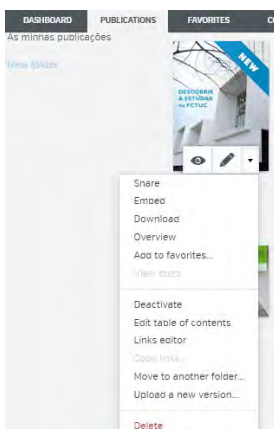 DASHBOARD PUBLICATIONS FAVORITES
As minhas publicações
New folder
NEW
DESCOBRIR
A ESTUDAR
na FCTUC
Share
Embed
Download
Overview
Add to favorites...
View stats
Deactivate
Edit table of contents
Links editor
Copy links...
Move to another folder...
Upload a new version...
Delete